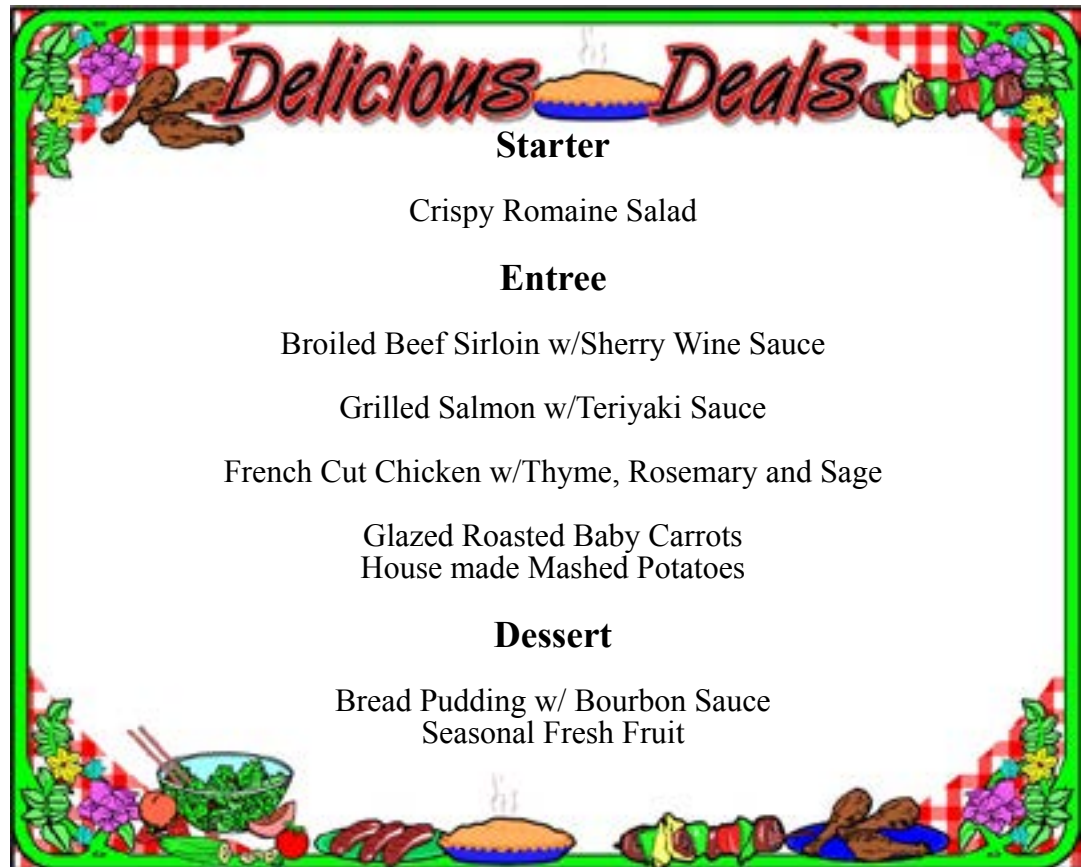 Delicious Deals
Starter
Crispy Romaine Salad
Entree
Broiled Beef Sirloin w/Sherry Wine Sauce
Grilled Salmon w/Teriyaki Sauce
French Cut Chicken w/Thyme, Rosemary and Sage
Glazed Roasted Baby Carrots
House made Mashed Potatoes
Dessert
Bread Pudding w/ Bourbon Sauce
Seasonal Fresh Fruit